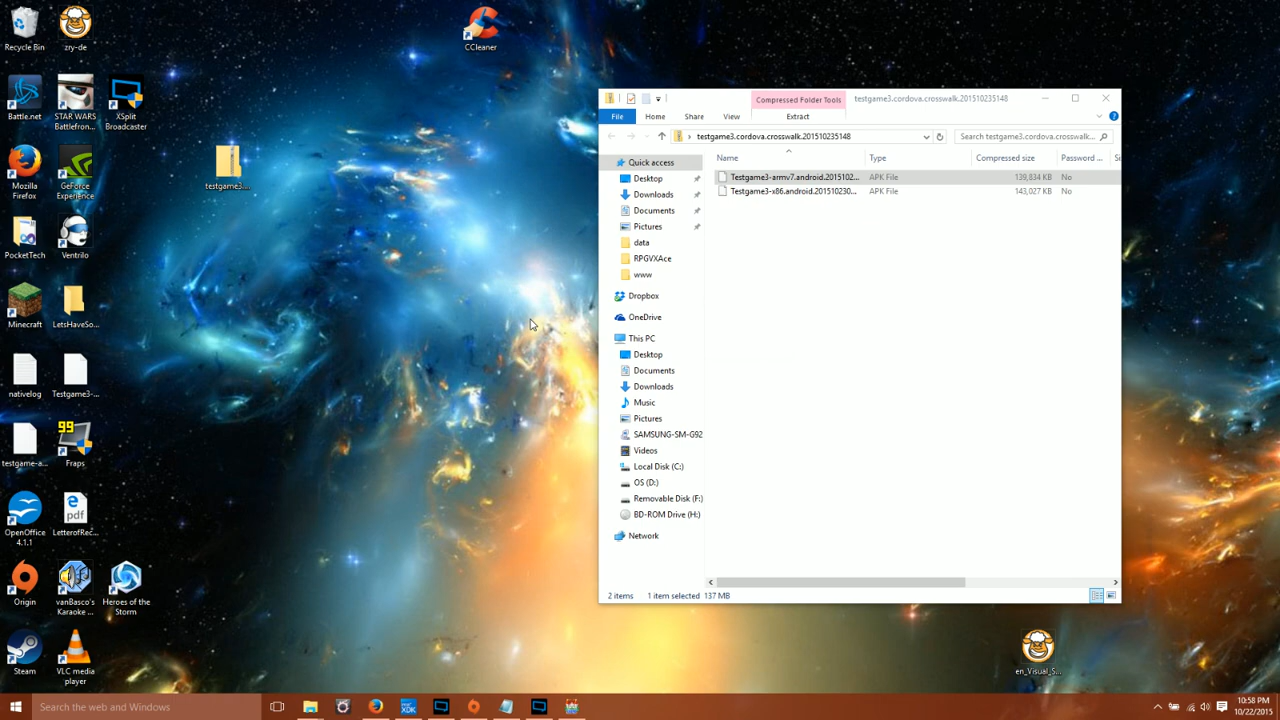 Recycle Bin
zry-de
CCleaner
Battle.net
STAR WARS
Battlefron...
XSplit
Broadcaster
Mozilla
Firefox
GeForce
Experience
testgame3....
PocketTech
Ventrilo
Minecraft
LetsHaveSo...
nativelog
Testgame3-...
testgame-a...
99
Fraps
OpenOffice
4.1.1
pdf
LetterofRec...
Origin
vanBasco's
Karaoke ...
Heroes of the
Storm
Steam
VLC media
player
Compressed Folder Tools
testgame3.cordova.crosswalk.201510235148
File
Home
Share
View
Extract
testgame3.cordova.crosswalk.201510235148
Search testgame3.cordova.crosswalk....
Name
Type
Compressed size
Password ...
Quick access
Desktop
Downloads
Documents
Pictures
data
RPGVXAce
www
Dropbox
OneDrive
This PC
Desktop
Documents
Downloads
Music
Pictures
SAMSUNG-SM-G92
Videos
Local Disk (C:)
OS (D:)
Removable Disk (F:)
BD-ROM Drive (H:)
Network
Testgame3-armv7.android.2015102... APK File 139,834 KB No
Testgame3-x86.android.201510230... APK File 143,027 KB No
2 items 1 item selected 137 MB
en_Visual_S...
Search the web and Windows
XDK
10:58 PM
10/22/2015